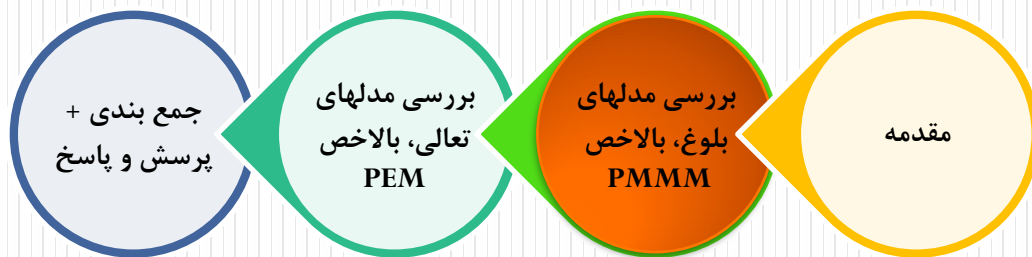 مقدمه
بررسی مدلهای
بلوغ، بالاخص
PMMM
بررسی مدلهای
تعالی، بالاخص
PEM
جمع بندی +
پرسش و پاسخ